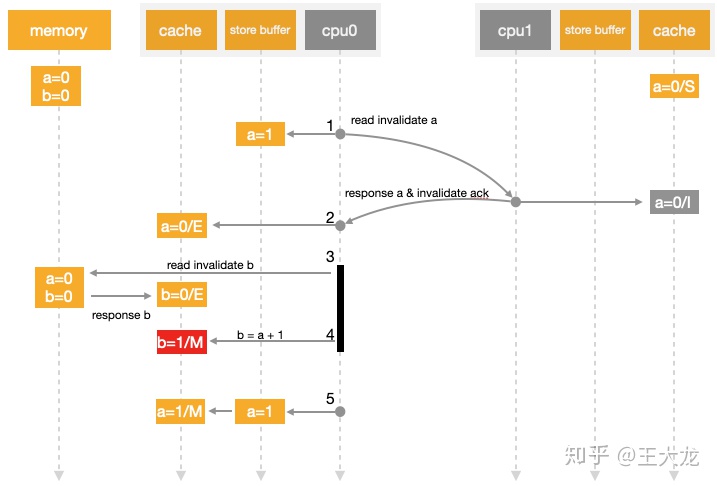 memory
cache
store buffer
cpu0
cpu1
store buffer
cache
a=0
b=0
a=0/S
a=1
1
read invalidate a
response a & invalidate ack
a=0/I
a=0/E
2
3
read invalidate b
a=0
b=0
b=0/E
response b
b=1/M
b = a + 1
4
a=1/M
a=1
5
知乎 @王大龙